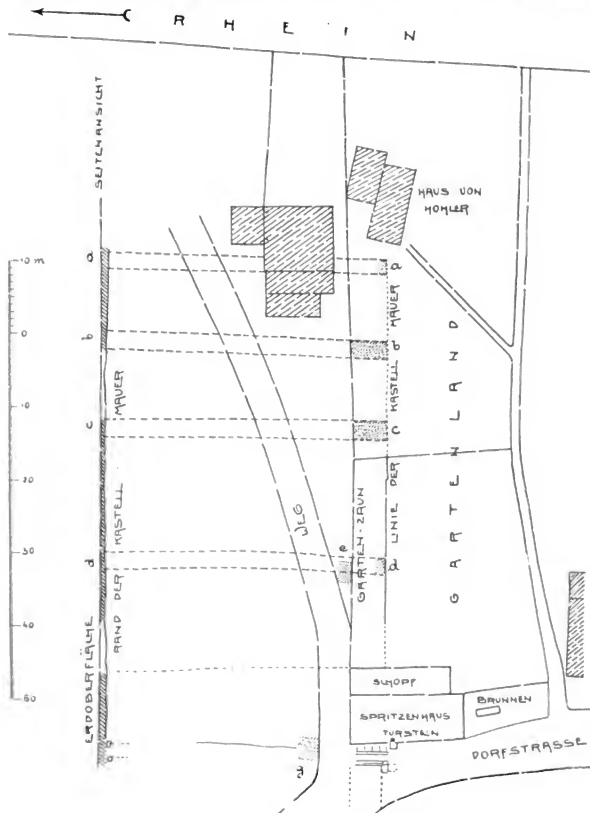 RHEIN
SEITENANSICHT
HAUS VON
HOHLER
10 m
0
10
20
30
40
50
a
b
c
d
a
b
c
d
e
g
ERDOBERFLÄCHE
RAND DER KASTELL MAUER
WEG
GARTEN-ZAUN
LINIE DER KASTELL MAUER
GARTENLAND
SCHOPF
SPRITZENHAUS
TÜRSTEIN
BRUNNEN
DORFSTRASSE